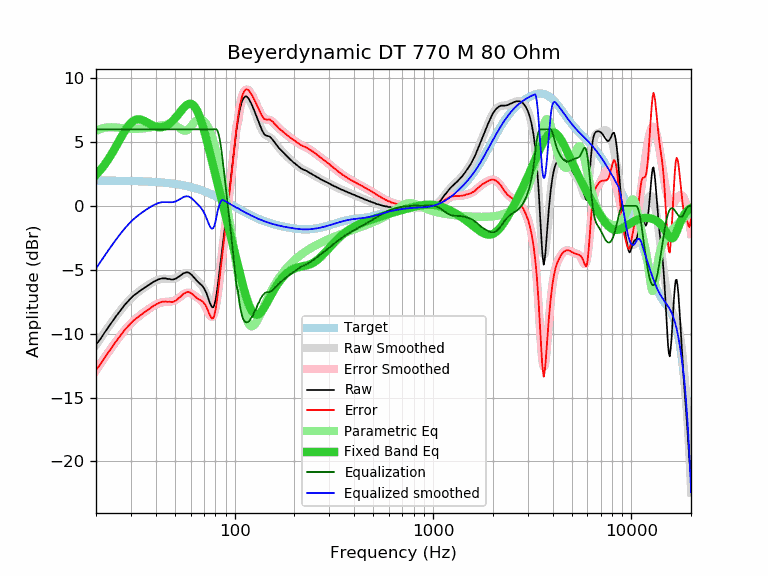 Beyerdynamic DT 770 M 80 Ohm
10
5
0
−5
−10
−15
−20
Amplitude (dBr)
Target
Raw Smoothed
Error Smoothed
Raw
Error
Parametric Eq
Fixed Band Eq
Equalization
Equalized smoothed
100
1000
10000
Frequency (Hz)